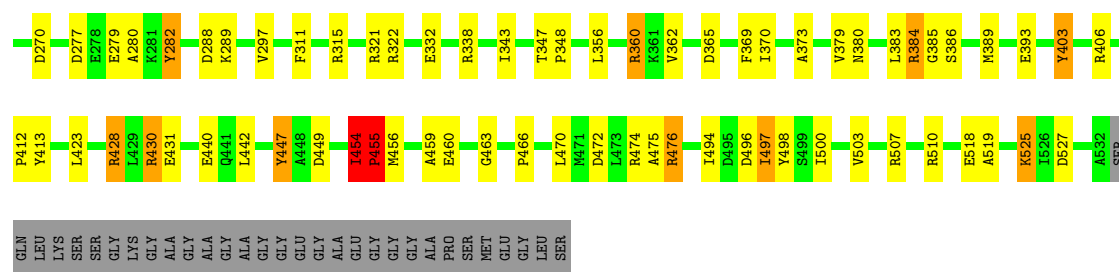 D270 D277 E278 E279 A280 K281 Y282 D288 K289 V297 F311 R315 R321 R322 E332 R338 I343 T347 P348 L356 R360 K361 V362 D365 F369 I370 A373 V379 N380 L383 R384 G385 S386 M389 E393 Y403 R406
P412 Y413 L423 R428 L429 R430 E431 E440 Q441 L442 Y447 A448 D449 I454 P455 M456 A459 E460 G463 P466 L470 M471 D472 L473 R474 A475 R476 I494 D495 D496 I497 Y498 S499 I500 V503 R507 R510 E518 A519 K525 I526 D527 A532 SER
GLN LEU LYS SER SER GLY LYS GLY ALA GLY ALA GLY ALA GLY GLY GLU GLY ALA GLU GLY GLY GLY GLY ALA PRO SER MET GLU GLY LEU SER